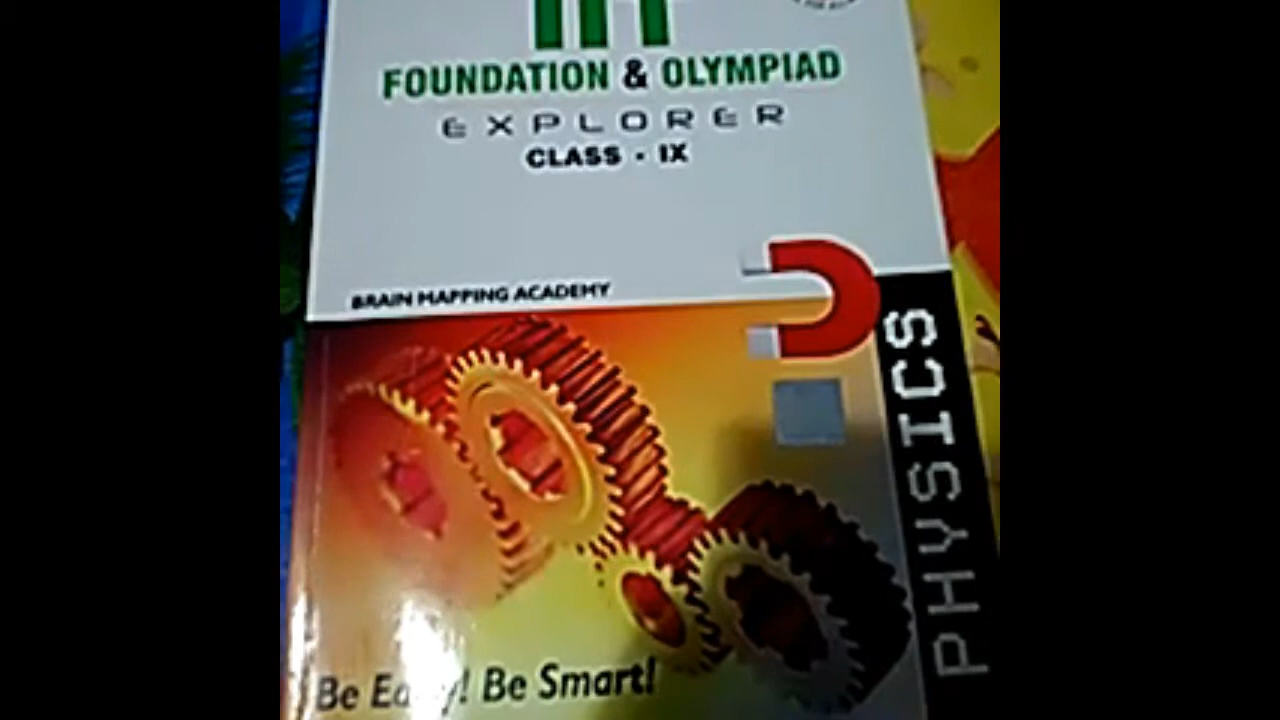 FOUNDATION & OLYMPIAD
EXPLORER
CLASS - IX
BRAIN MAPPING ACADEMY
PHYSICS
Be! Be Smart!